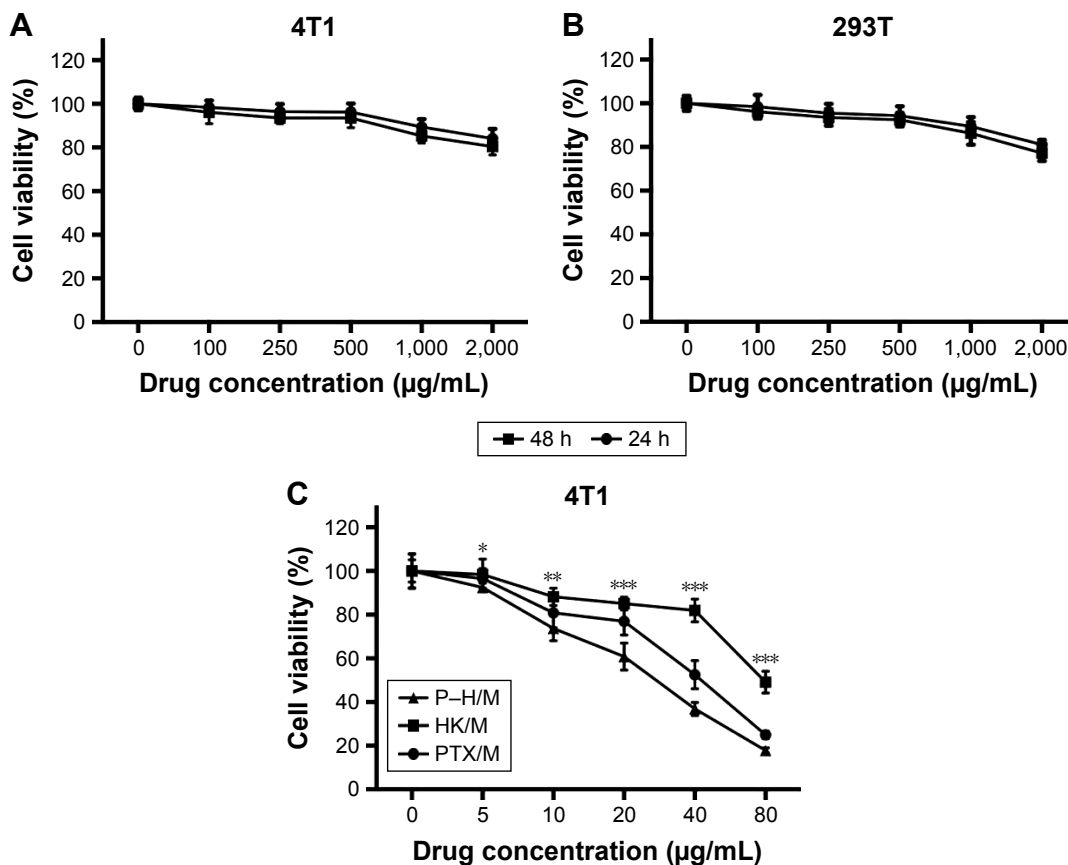 A
4T1
Cell viability (%)
120
100
80
60
40
20
0
0 100 250 500 1,000 2,000
Drug concentration (µg/mL)
B
293T
Cell viability (%)
120
100
80
60
40
20
0
0 100 250 500 1,000 2,000
Drug concentration (µg/mL)
48 h 24 h
C
4T1
Cell viability (%)
120
100
80
60
40
20
0
* ** *** *** ***
P–H/M
HK/M
PTX/M
0 5 10 20 40 80
Drug concentration (µg/mL)